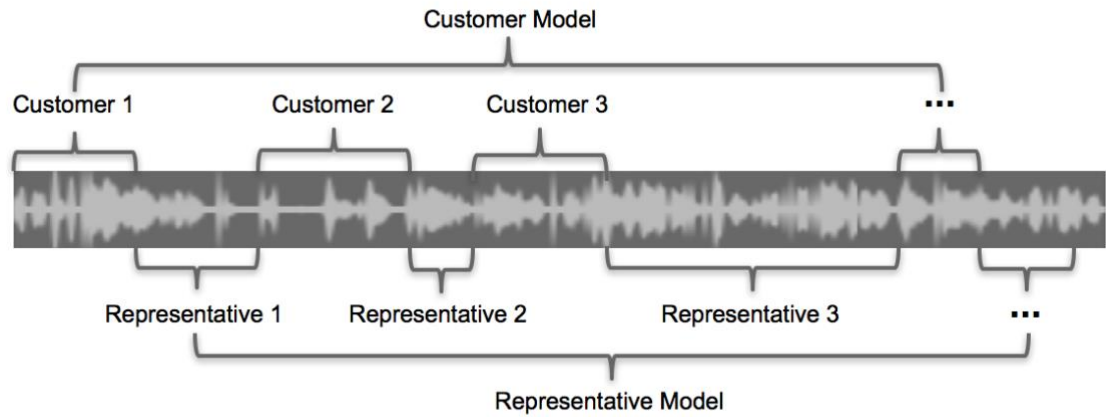 Customer Model
Customer 1 Customer 2 Customer 3 ...
Representative 1 Representative 2 Representative 3 ...
Representative Model